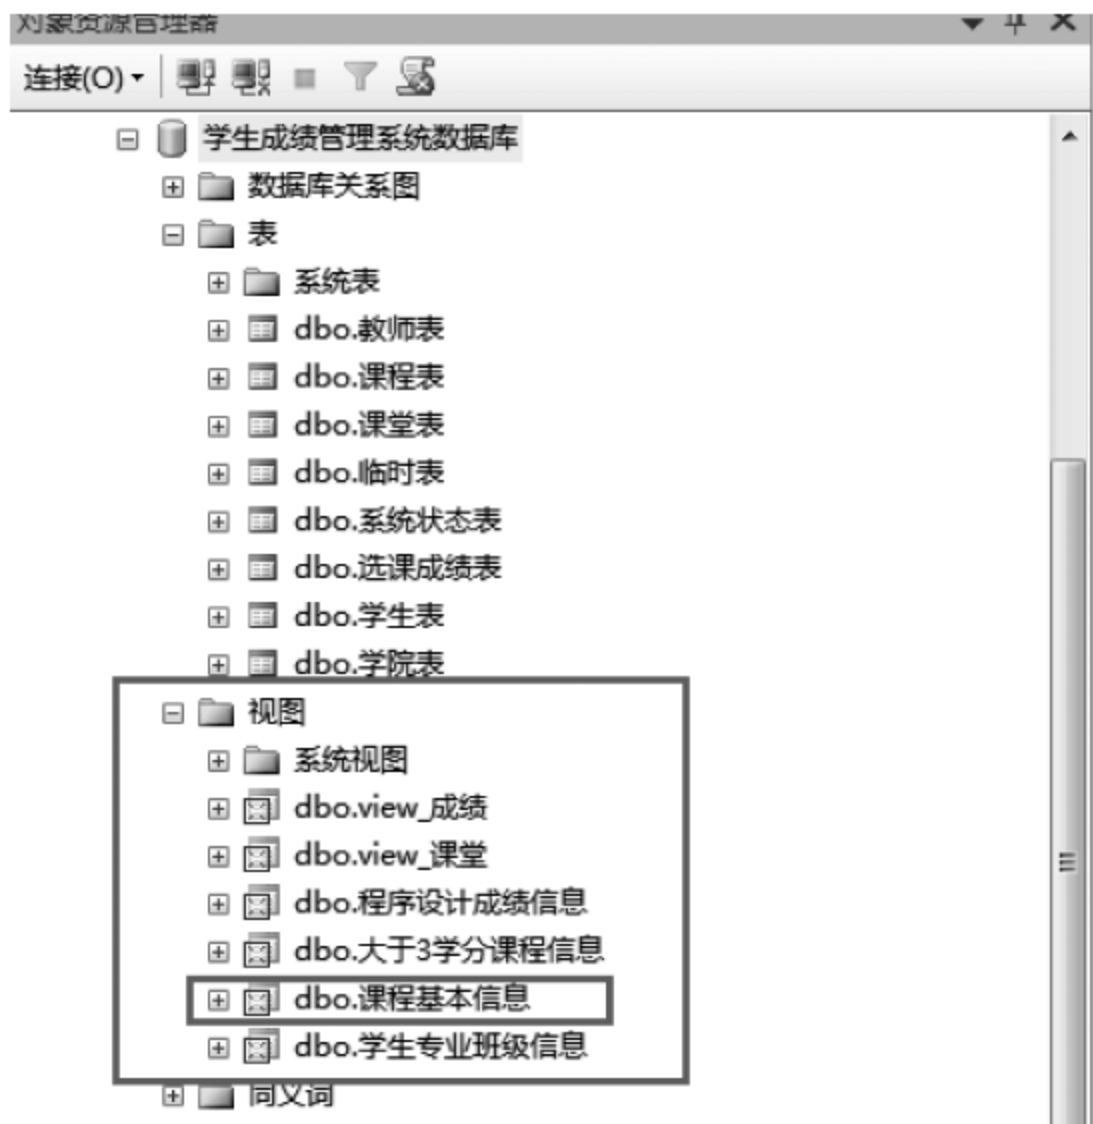 对象资源管理器
连接(O)
学生成绩管理系统数据库
数据库关系图
表
系统表
dbo.教师表
dbo.课程表
dbo.课堂表
dbo.临时表
dbo.系统状态表
dbo.选课成绩表
dbo.学生表
dbo.学院表
视图
系统视图
dbo.view_成绩
dbo.view_课堂
dbo.程序设计成绩信息
dbo.大于3学分课程信息
dbo.课程基本信息
dbo.学生专业班级信息
同义词